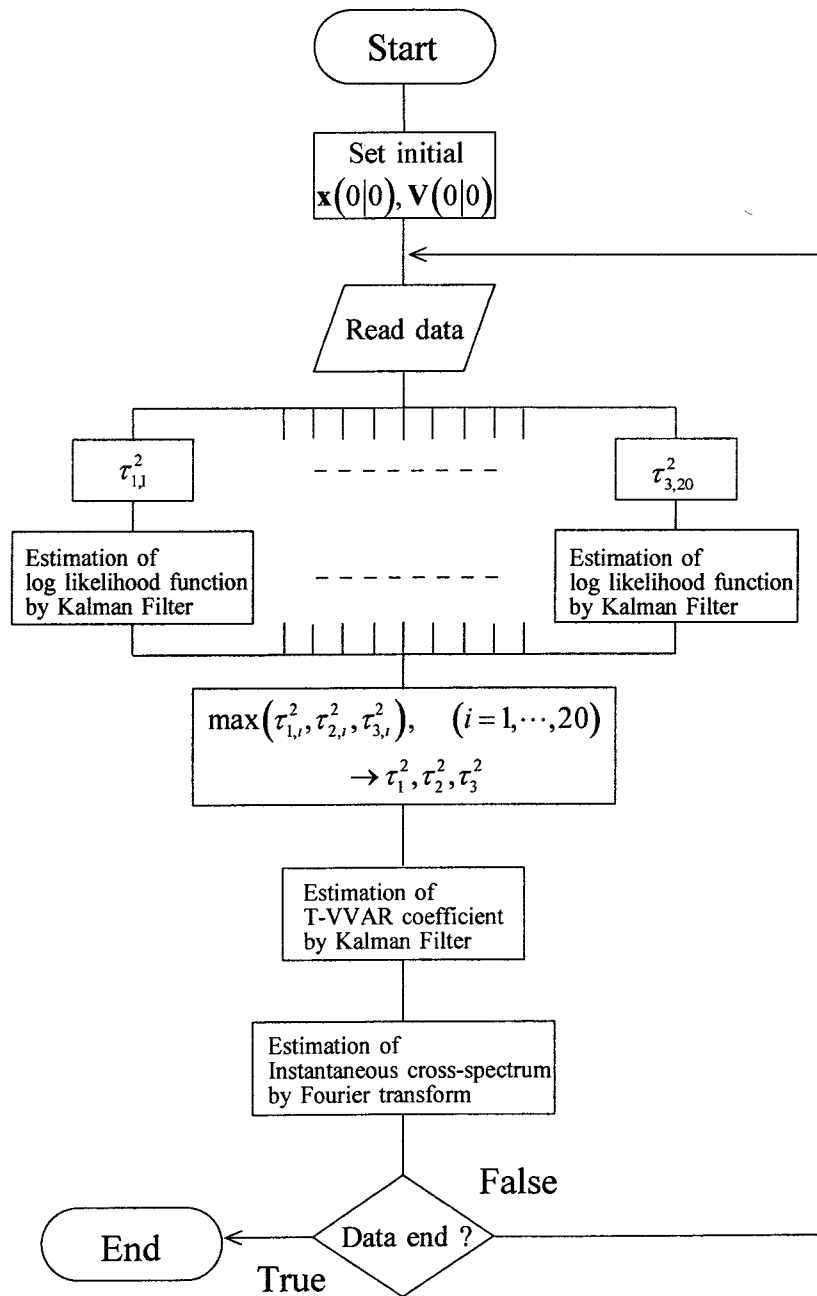 Start
Set initial
x(0|0), V(0|0)
Read data
τ²₁,₁
τ²₃,₂₀
Estimation of
log likelihood function
by Kalman Filter
Estimation of
log likelihood function
by Kalman Filter
max(τ²₁,ᵢ, τ²₂,ᵢ, τ²₃,ᵢ), (i = 1,⋯,20)
→ τ²₁, τ²₂, τ²₃
Estimation of
T-VVAR coefficient
by Kalman Filter
Estimation of
Instantaneous cross-spectrum
by Fourier transform
False
Data end ?
End
True